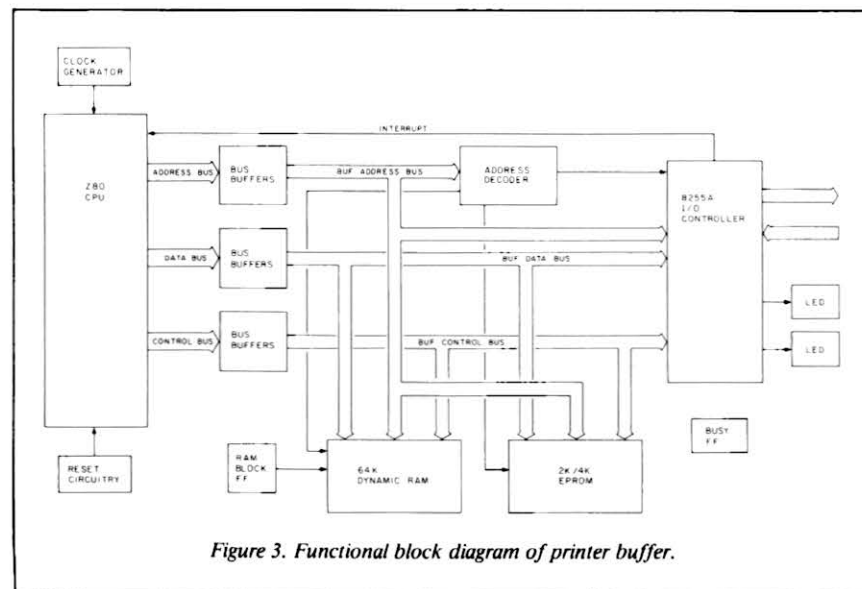 CLOCK
GENERATOR
INTERRUPT
Z80
CPU
ADDRESS BUS
BUS
BUFFERS
BUF ADDRESS BUS
ADDRESS
DECODER
8255A
I/O
CONTROLLER
DATA BUS
BUS
BUFFERS
BUF DATA BUS
LED
CONTROL BUS
BUS
BUFFERS
BUF CONTROL BUS
LED
BUSY
FF
RESET
CIRCUITRY
RAM
BLOCK
FF
64K
DYNAMIC RAM
2K/4K
EPROM
Figure 3. Functional block diagram of printer buffer.